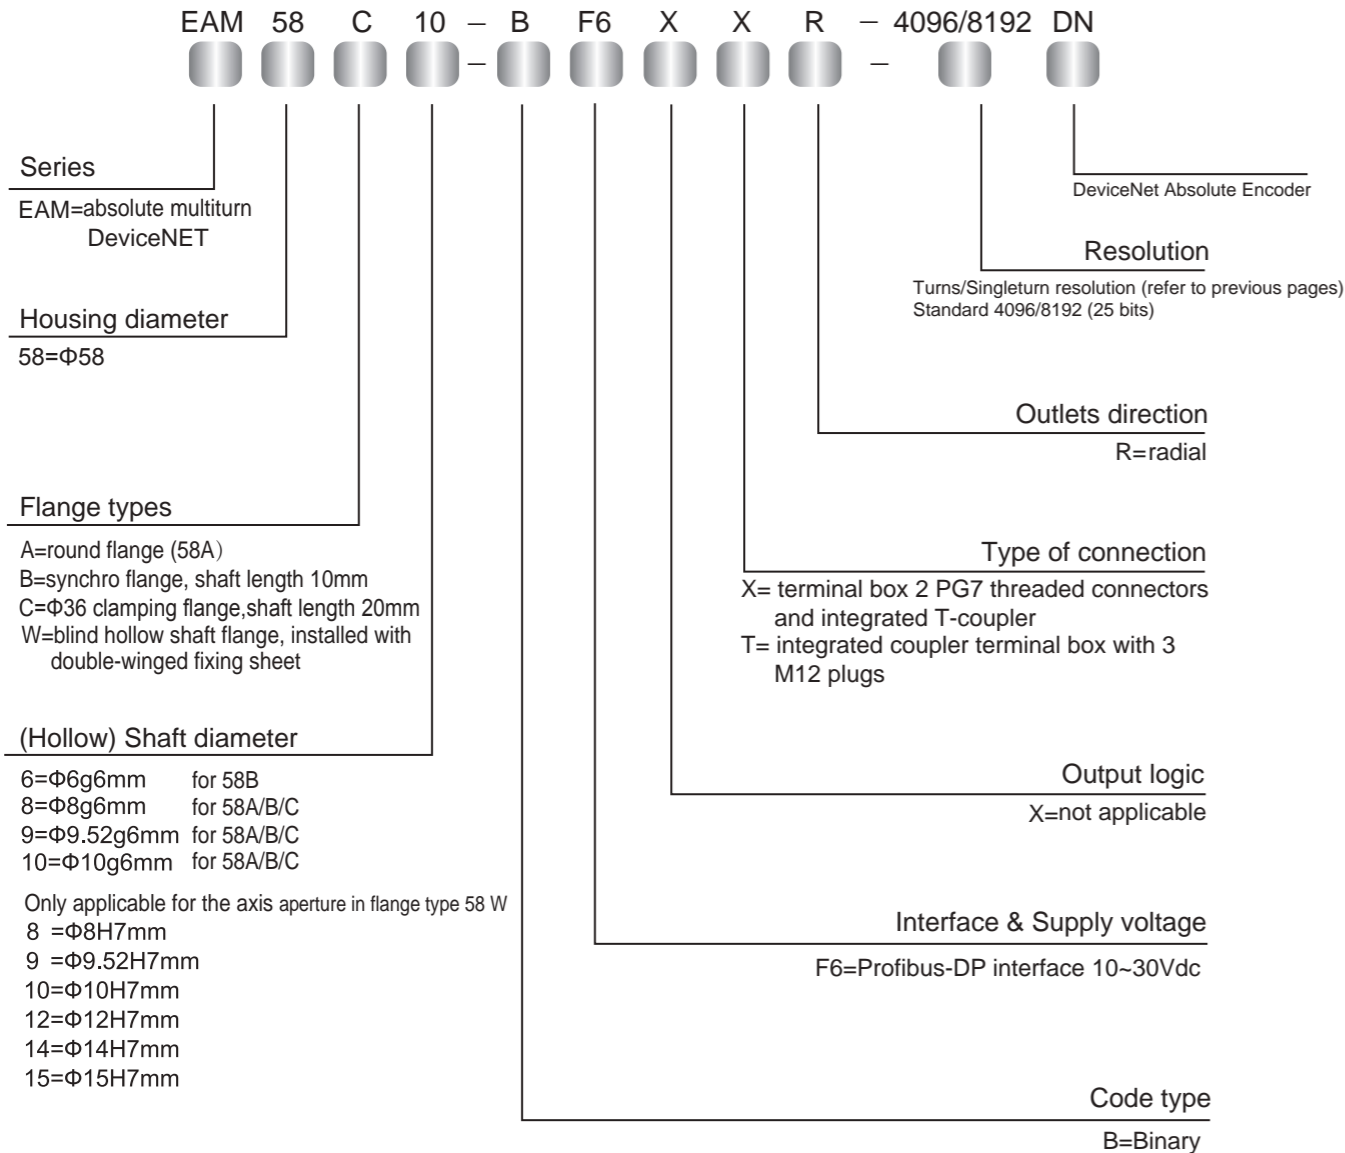 EAM 58 C 10 – B F6 X X R – 4096/8192 DN
– –
Series
EAM=absolute multiturn
DeviceNET
Housing diameter
58=Φ58
Flange types
A=round flange (58A）
B=synchro flange, shaft length 10mm
C=Φ36 clamping flange,shaft length 20mm
W=blind hollow shaft flange, installed with
double-winged fixing sheet
(Hollow) Shaft diameter
6=Φ6g6mm for 58B
8=Φ8g6mm for 58A/B/C
9=Φ9.52g6mm for 58A/B/C
10=Φ10g6mm for 58A/B/C
Only applicable for the axis aperture in flange type 58 W
8 =Φ8H7mm
9 =Φ9.52H7mm
10=Φ10H7mm
12=Φ12H7mm
14=Φ14H7mm
15=Φ15H7mm
DeviceNet Absolute Encoder
Resolution
Turns/Singleturn resolution (refer to previous pages)
Standard 4096/8192 (25 bits)
Outlets direction
R=radial
Type of connection
X= terminal box 2 PG7 threaded connectors
and integrated T-coupler
T= integrated coupler terminal box with 3
M12 plugs
Output logic
X=not applicable
Interface & Supply voltage
F6=Profibus-DP interface 10~30Vdc
Code type
B=Binary